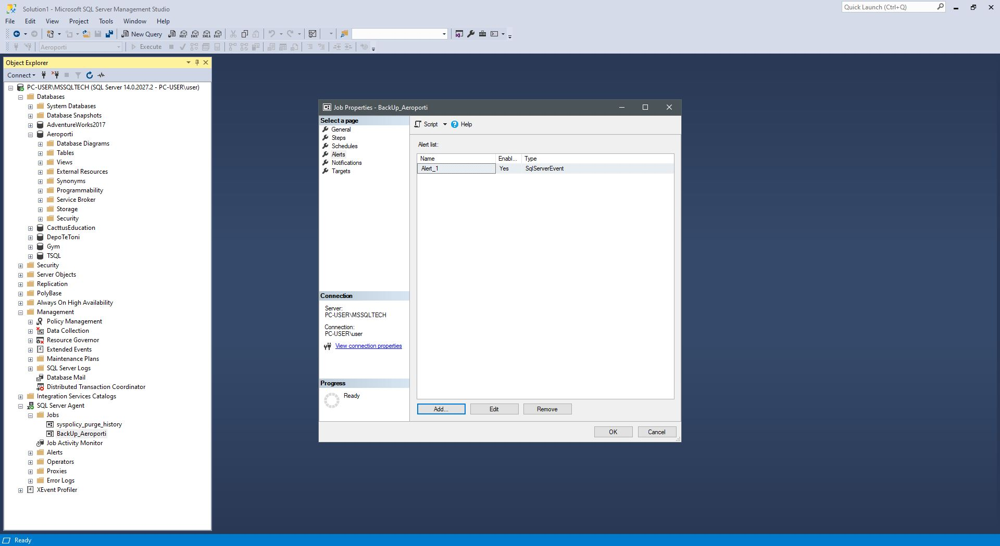 Solution1 - Microsoft SQL Server Management Studio
Quick Launch (Ctrl+Q)
File Edit View Project Tools Window Help
New Query MDX DMX XMLA DAX
Aeroporti Execute
Object Explorer
Connect
PC-USER\MSSQLTECH (SQL Server 14.0.2027.2 - PC-USER\user)
Databases
System Databases
Database Snapshots
AdventureWorks2017
Aeroporti
Database Diagrams
Tables
Views
External Resources
Synonyms
Programmability
Service Broker
Storage
Security
CacttusEducation
DepoTeToni
Gym
TSQL
Security
Server Objects
Replication
PolyBase
Always On High Availability
Management
Policy Management
Data Collection
Resource Governor
Extended Events
Maintenance Plans
SQL Server Logs
Database Mail
Distributed Transaction Coordinator
Integration Services Catalogs
SQL Server Agent
Jobs
syspolicy_purge_history
BackUp_Aeroporti
Job Activity Monitor
Alerts
Operators
Proxies
Error Logs
XEvent Profiler
Job Properties - BackUp_Aeroporti
Select a page
General
Steps
Schedules
Alerts
Notifications
Targets
Connection
Server:
PC-USER\MSSQLTECH
Connection:
PC-USER\user
View connection properties
Progress
Ready
Script Help
Alert list:
Name Enabl... Type
Alert_1 Yes SqlServerEvent
Add... Edit Remove
OK Cancel
Ready